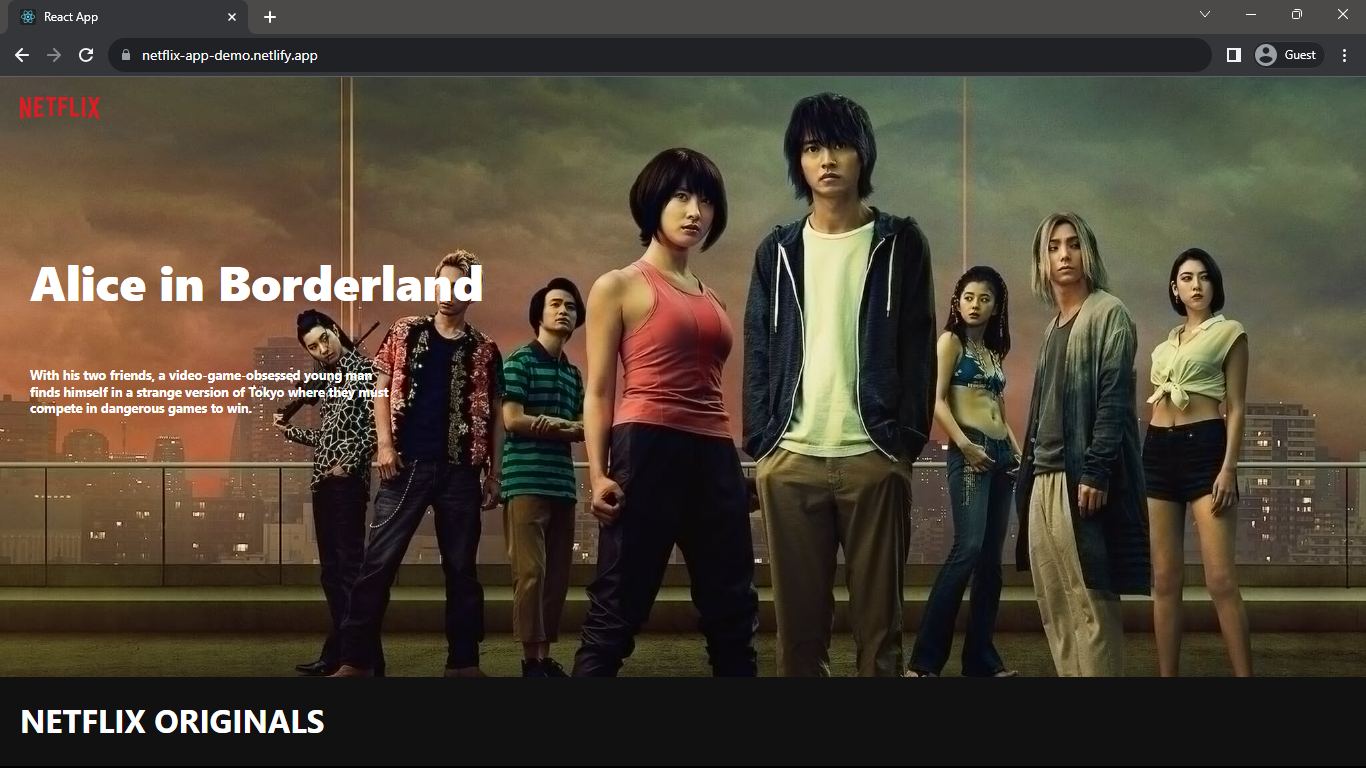 React App
netflix-app-demo.netlify.app
Guest
NETFLIX
Alice in Borderland
With his two friends, a video-game-obsessed young man
finds himself in a strange version of Tokyo where they must
compete in dangerous games to win.
NETFLIX ORIGINALS